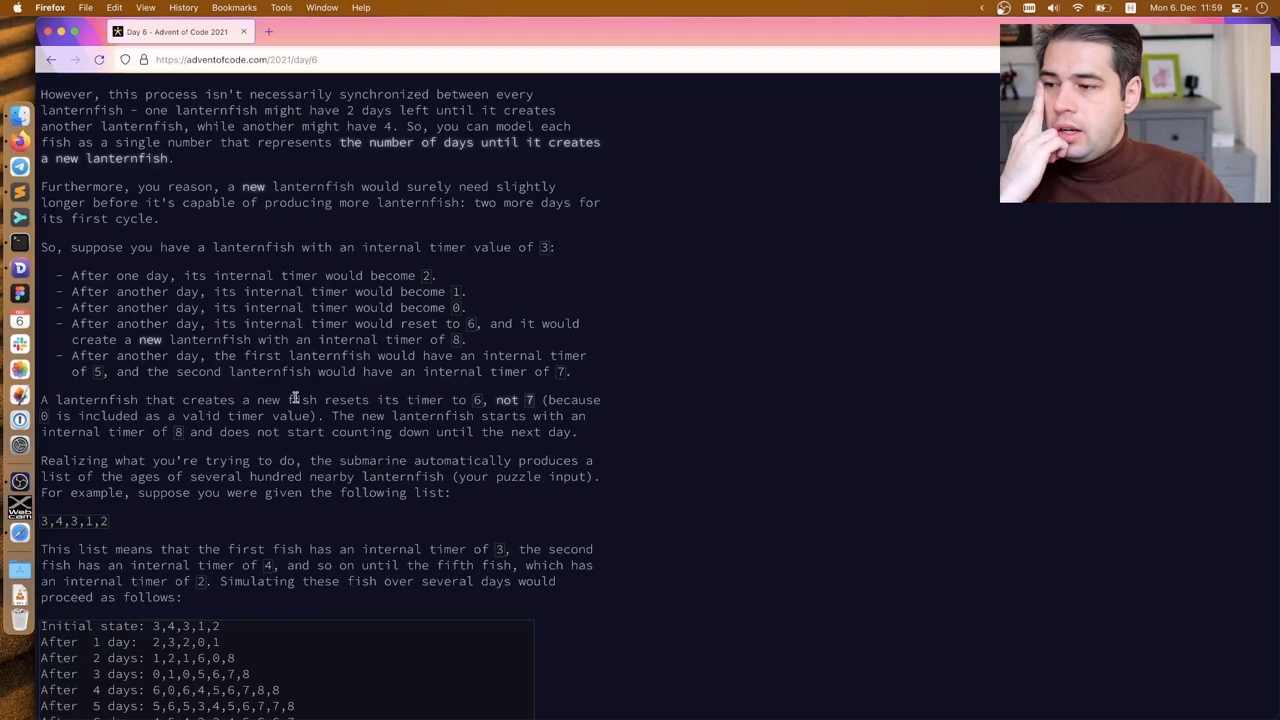 Firefox File Edit View History Bookmarks Tools Window Help
Mon 6. Dec 11:59
Day 6 - Advent of Code 2021
https://adventofcode.com/2021/day/6
However, this process isn't necessarily synchronized between every
lanternfish - one lanternfish might have 2 days left until it creates
another lanternfish, while another might have 4. So, you can model each
fish as a single number that represents the number of days until it creates
a new lanternfish.
Furthermore, you reason, a new lanternfish would surely need slightly
longer before it's capable of producing more lanternfish: two more days for
its first cycle.
So, suppose you have a lanternfish with an internal timer value of 3:
- After one day, its internal timer would become 2.
- After another day, its internal timer would become 1.
- After another day, its internal timer would become 0.
- After another day, its internal timer would reset to 6, and it would
create a new lanternfish with an internal timer of 8.
- After another day, the first lanternfish would have an internal timer
of 5, and the second lanternfish would have an internal timer of 7.
A lanternfish that creates a new fish resets its timer to 6, not 7 (because
0 is included as a valid timer value). The new lanternfish starts with an
internal timer of 8 and does not start counting down until the next day.
Realizing what you're trying to do, the submarine automatically produces a
list of the ages of several hundred nearby lanternfish (your puzzle input).
For example, suppose you were given the following list:
3,4,3,1,2
This list means that the first fish has an internal timer of 3, the second
fish has an internal timer of 4, and so on until the fifth fish, which has
an internal timer of 2. Simulating these fish over several days would
proceed as follows:
Initial state: 3,4,3,1,2
After 1 day: 2,3,2,0,1
After 2 days: 1,2,1,6,0,8
After 3 days: 0,1,0,5,6,7,8
After 4 days: 6,0,6,4,5,6,7,8,8
After 5 days: 5,6,5,3,4,5,6,7,7,8